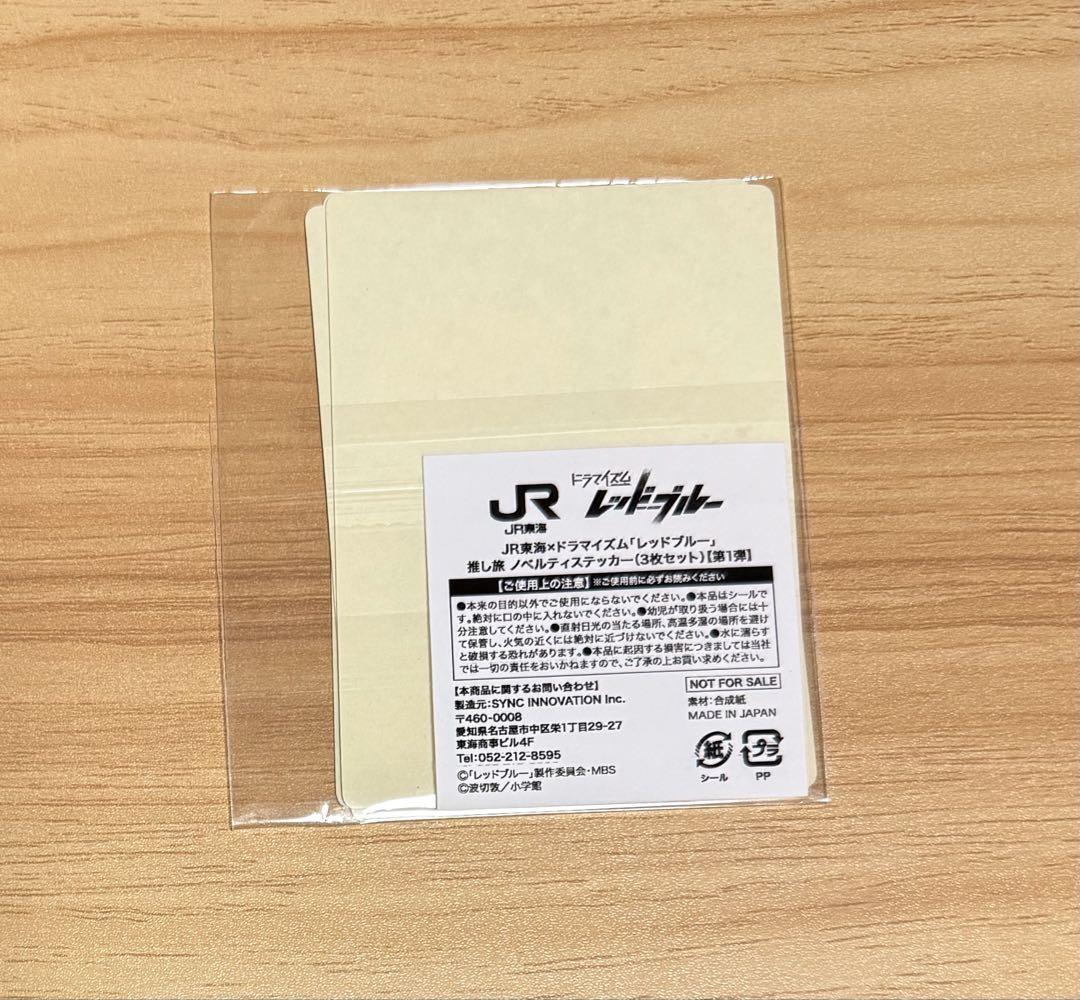 JR
JR東海
ドラマイズム
レッドブルー
JR東海×ドラマイズム「レッドブルー」
推し旅 ノベルティステッカー(3枚セット)【第1弾】
【ご使用上の注意】※ご使用前に必ずお読みください
●本来の目的以外でご使用にならないでください。●本品はシールで
す。絶対に口の中に入れないでください。●幼児が取り扱う場合には十
分注意してください。●直射日光の当たる場所、高温多湿の場所を避け
て保管し、火気の近くには絶対に近づけないでください。●水に濡らす
と破損する恐れがあります。●本品に起因する損害につきましては当社
では一切の責任をおいかねますので、ご了承の上お買い求めください。
【本商品に関するお問い合わせ】
製造元:SYNC INNOVATION Inc.
〒460-0008
愛知県名古屋市中区栄1丁目29-27
東海商事ビル4F
Tel:052-212-8595
©「レッドブルー」製作委員会・MBS
©波切敦/小学館
NOT FOR SALE
素材:合成紙
MADE IN JAPAN
紙
シール
プラ
PP